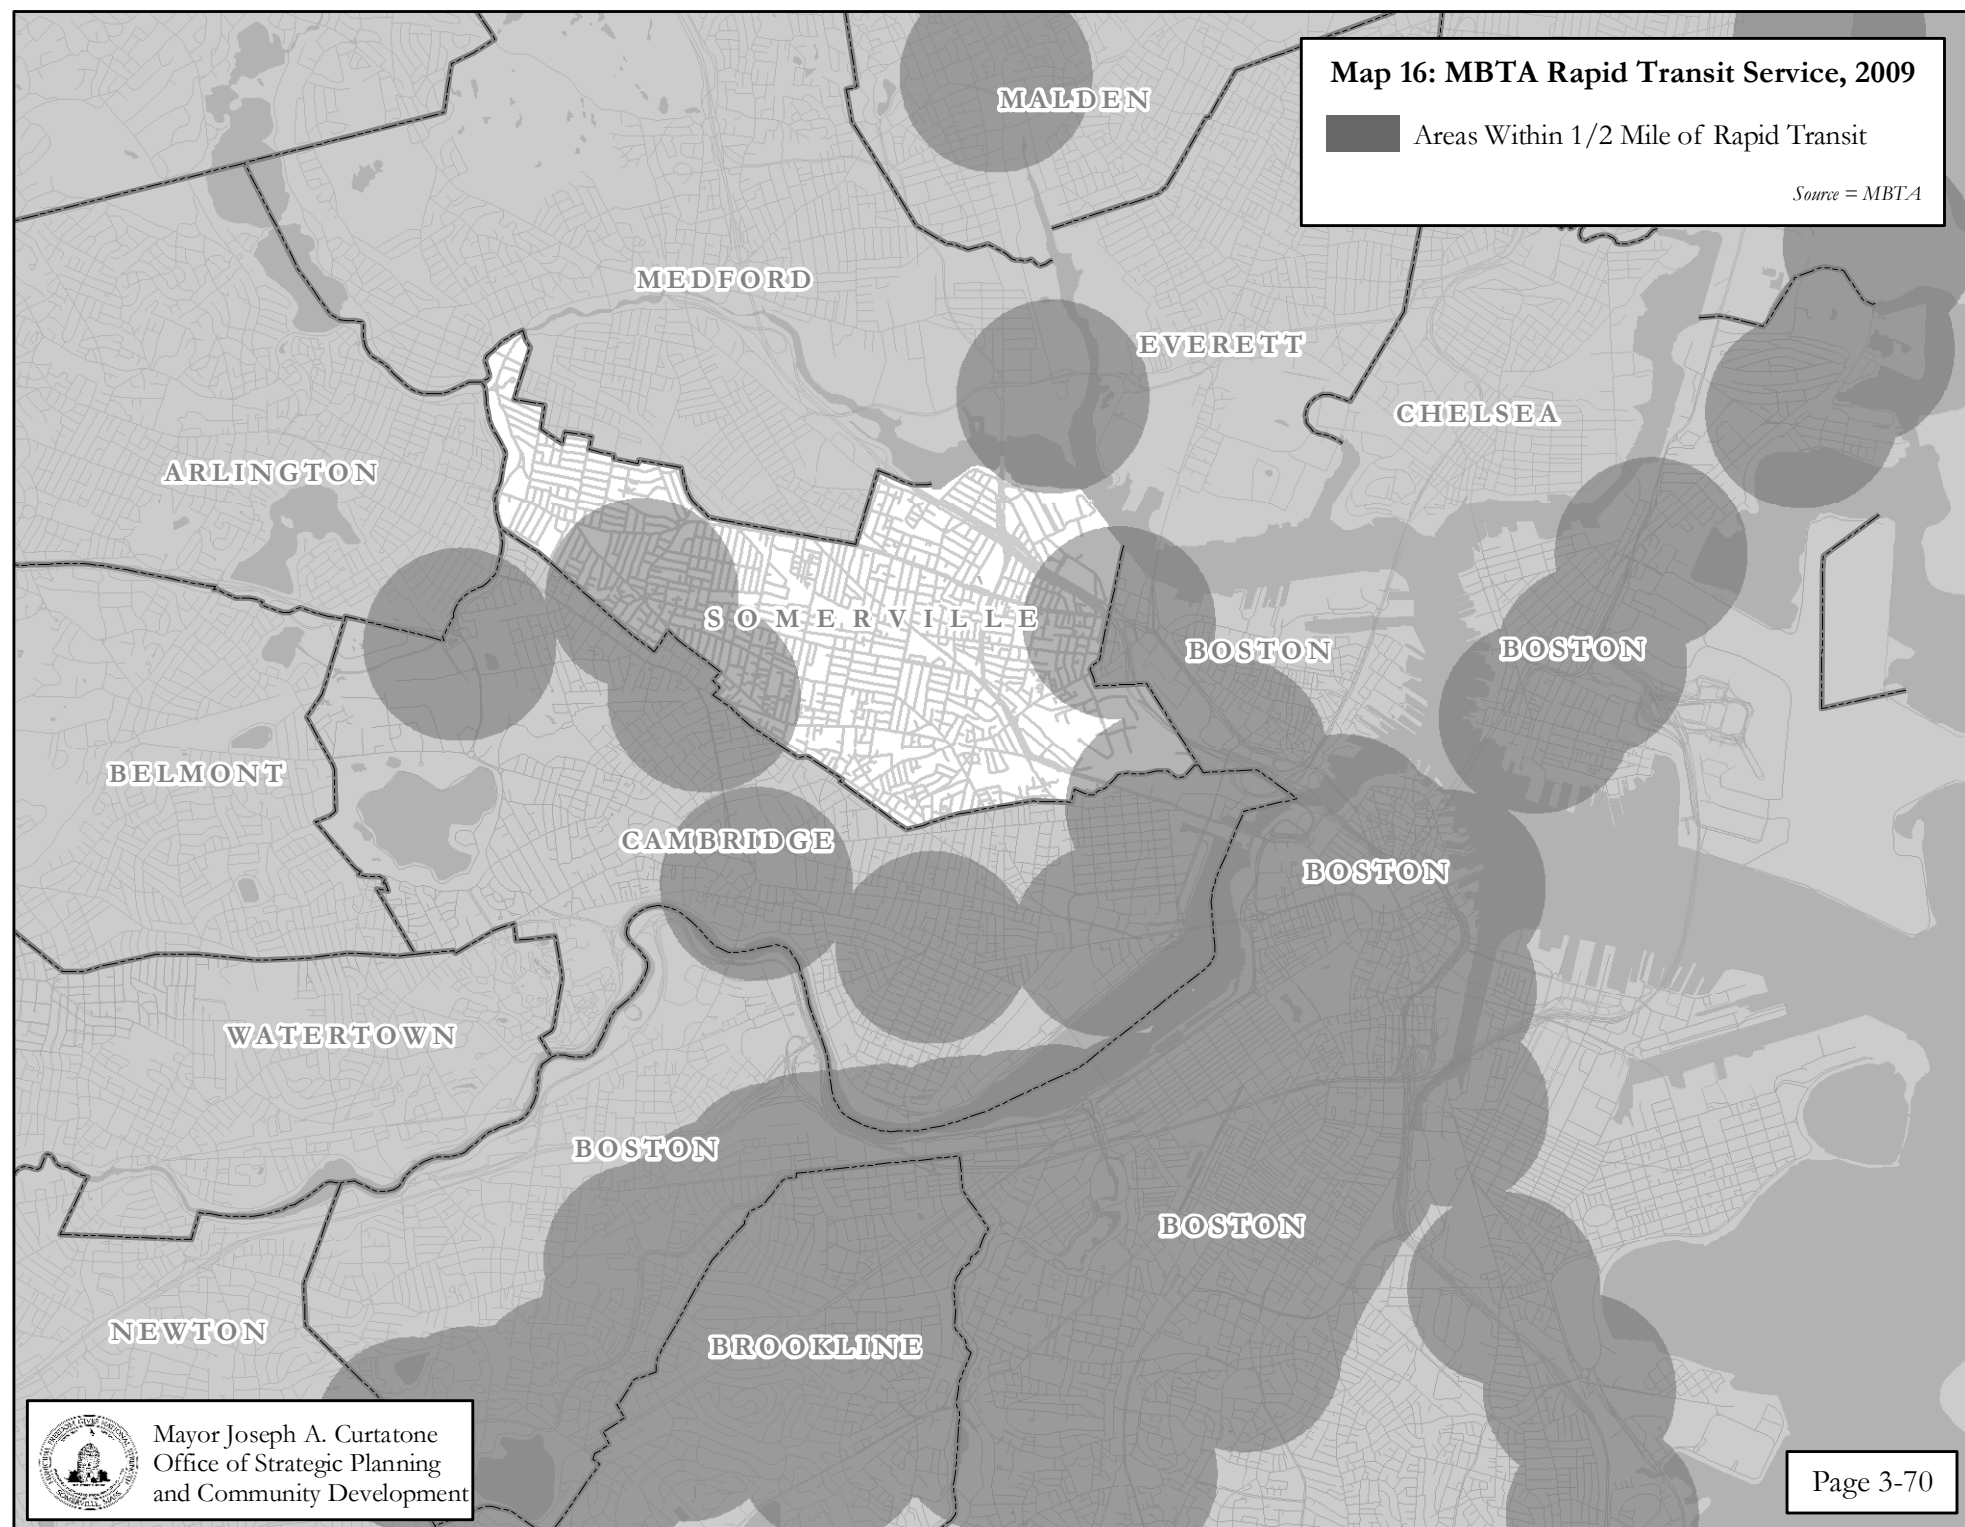 Map 16: MBTA Rapid Transit Service, 2009
Areas Within 1/2 Mile of Rapid Transit
Source = MBTA
MALDEN
MEDFORD
EVERETT
CHELSEA
ARLINGTON
SOMERVILLE
BOSTON
BOSTON
BELMONT
CAMBRIDGE
BOSTON
WATERTOWN
BOSTON
BOSTON
NEWTON
BROOKLINE
Mayor Joseph A. Curtatone
Office of Strategic Planning
and Community Development
Page 3-70